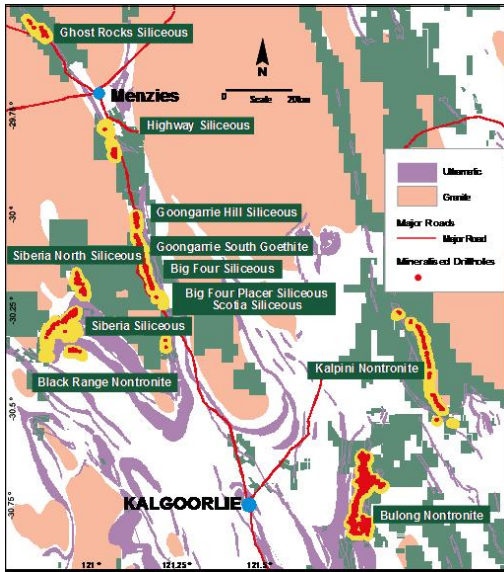 Ghost Rocks Siliceous
Menzies
N
0 Scale 20km
Highway Siliceous
-29.75°
Ultramafic
Granite
Major Roads
Major Road
Mineralised Drillholes
-30°
Goongarrie Hill Siliceous
Goongarrie South Goethite
Siberia North Siliceous
Big Four Siliceous
Big Four Placer Siliceous
Scotia Siliceous
-30.25°
Siberia Siliceous
Kalpini Nontronite
Black Range Nontronite
-30.5°
KALGOORLIE
Bulong Nontronite
-30.75°
121° 121.25° 121.5°